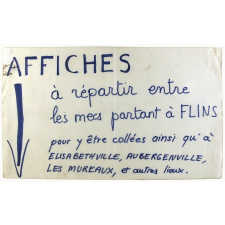 AFFICHES
à répartir entre
les mecs partant à FLINS
pour y être collées ainsi qu'à
ELISABETHVILLE, AUBERGENVILLE,
LES MUREAUX, et autres lieux.